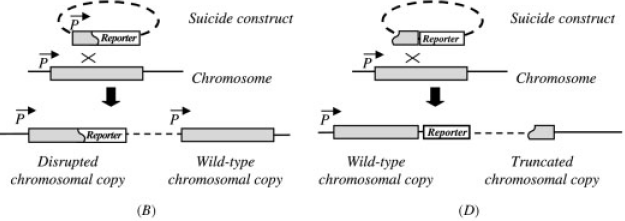 P
Suicide construct
Reporter
P
Chromosome
P
P
Reporter
Disrupted
chromosomal copy
Wild-type
chromosomal copy
(B)
Suicide construct
Reporter
P
Chromosome
P
Reporter
Wild-type
chromosomal copy
Truncated
chromosomal copy
(D)